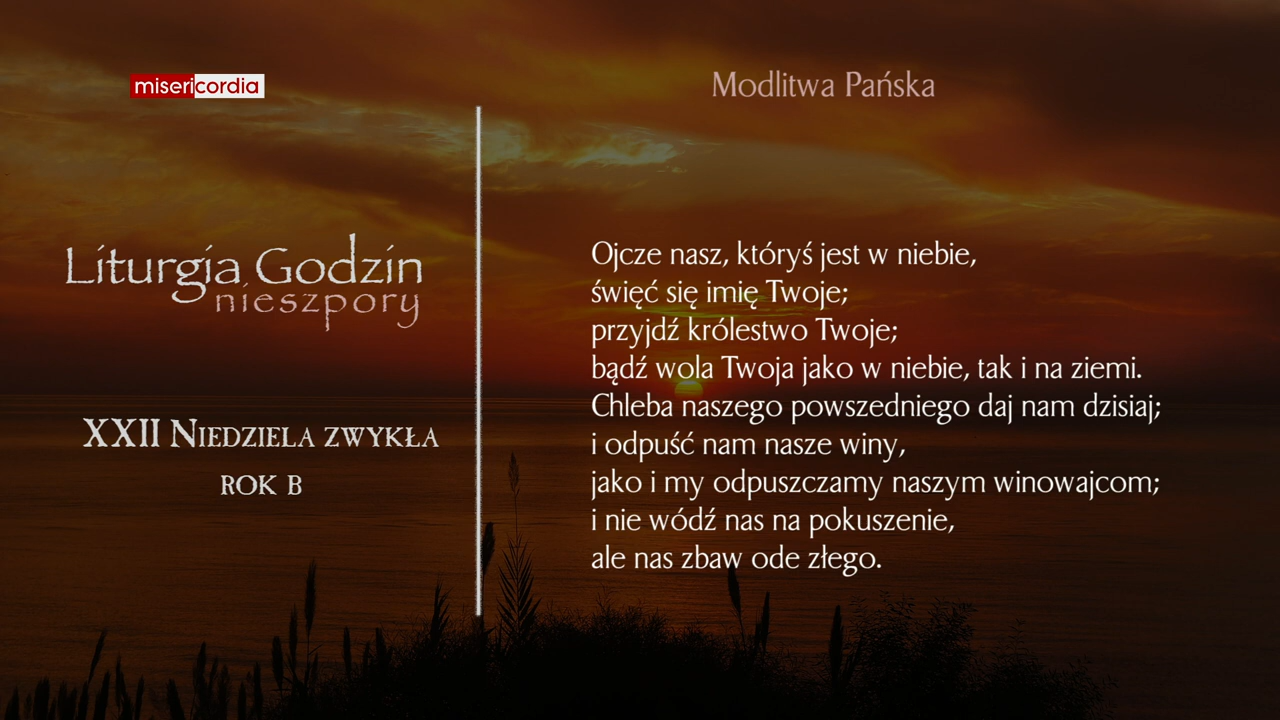 misericordia
Liturgia Godzin
nieszpory
XXII Niedziela zwykła
rok B
Modlitwa Pańska
Ojcze nasz, któryś jest w niebie,
święć się imię Twoje;
przyjdź królestwo Twoje;
bądź wola Twoja jako w niebie, tak i na ziemi.
Chleba naszego powszedniego daj nam dzisiaj;
i odpuść nam nasze winy,
jako i my odpuszczamy naszym winowajcom;
i nie wódź nas na pokuszenie,
ale nas zbaw ode złego.